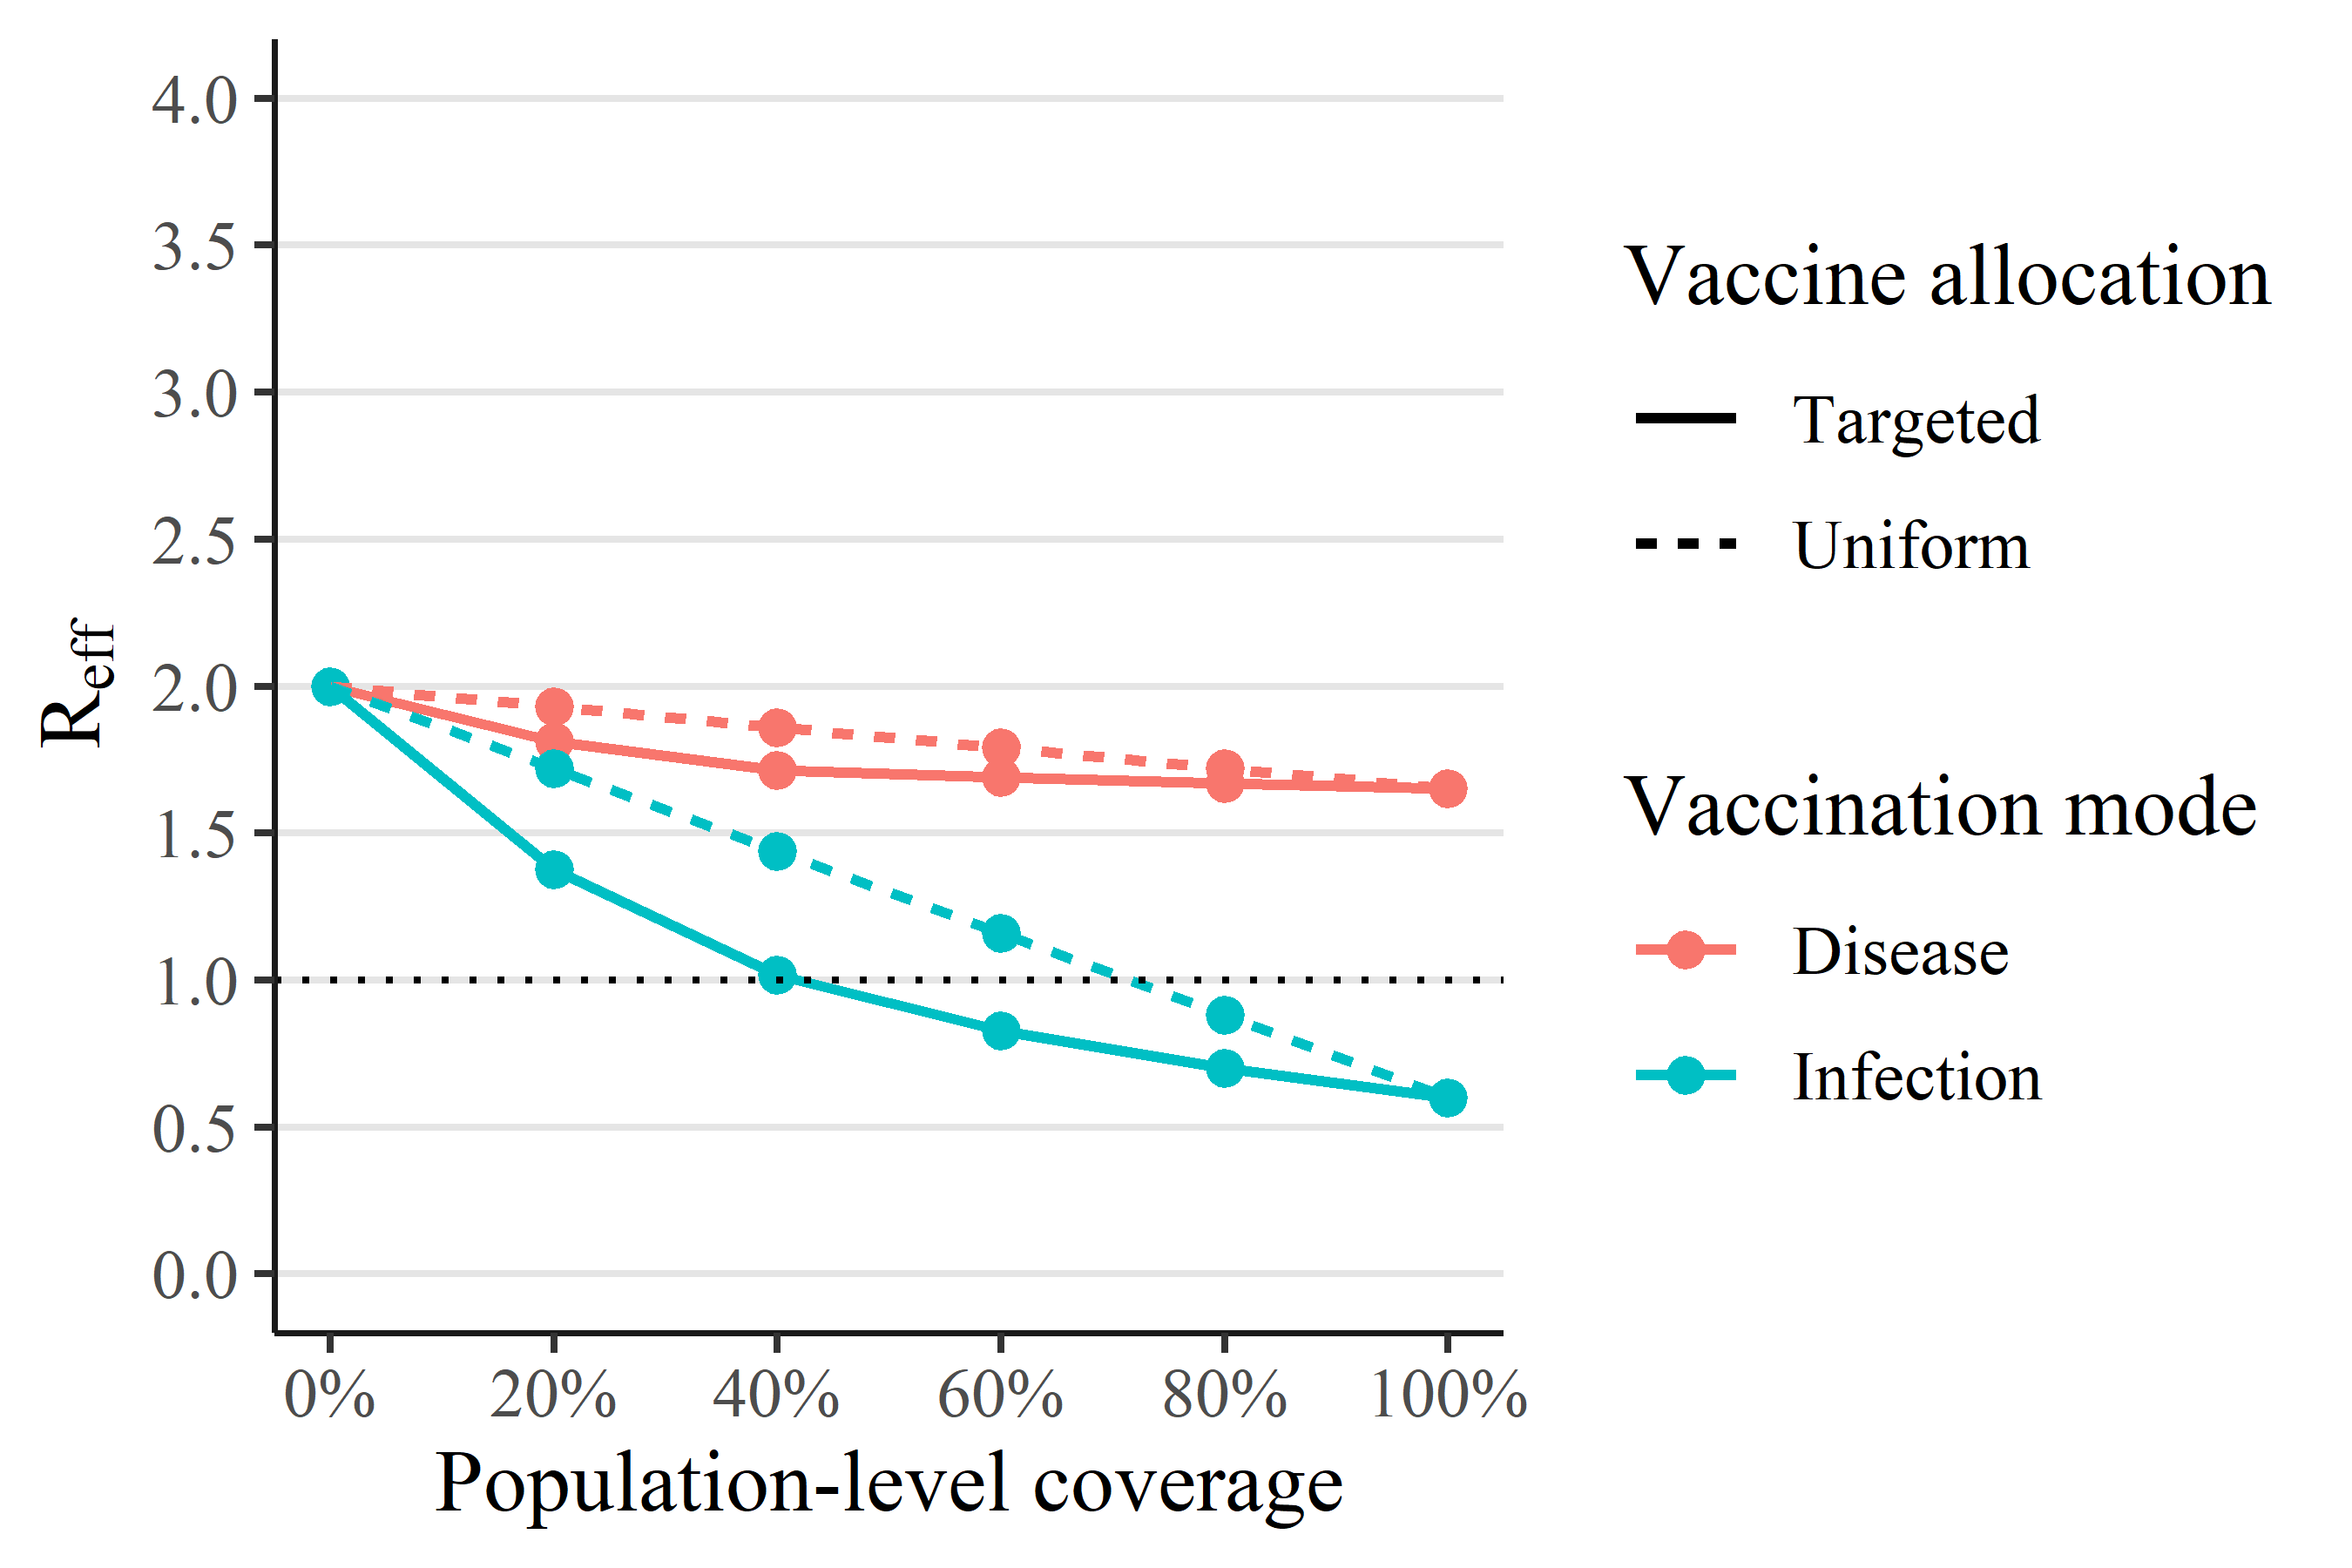 4.0
3.5
3.0
2.5
2.0
1.5
1.0
0.5
0.0
R_eff
0% 20% 40% 60% 80% 100%
Population-level coverage
Vaccine allocation
Targeted
Uniform
Vaccination mode
Disease
Infection